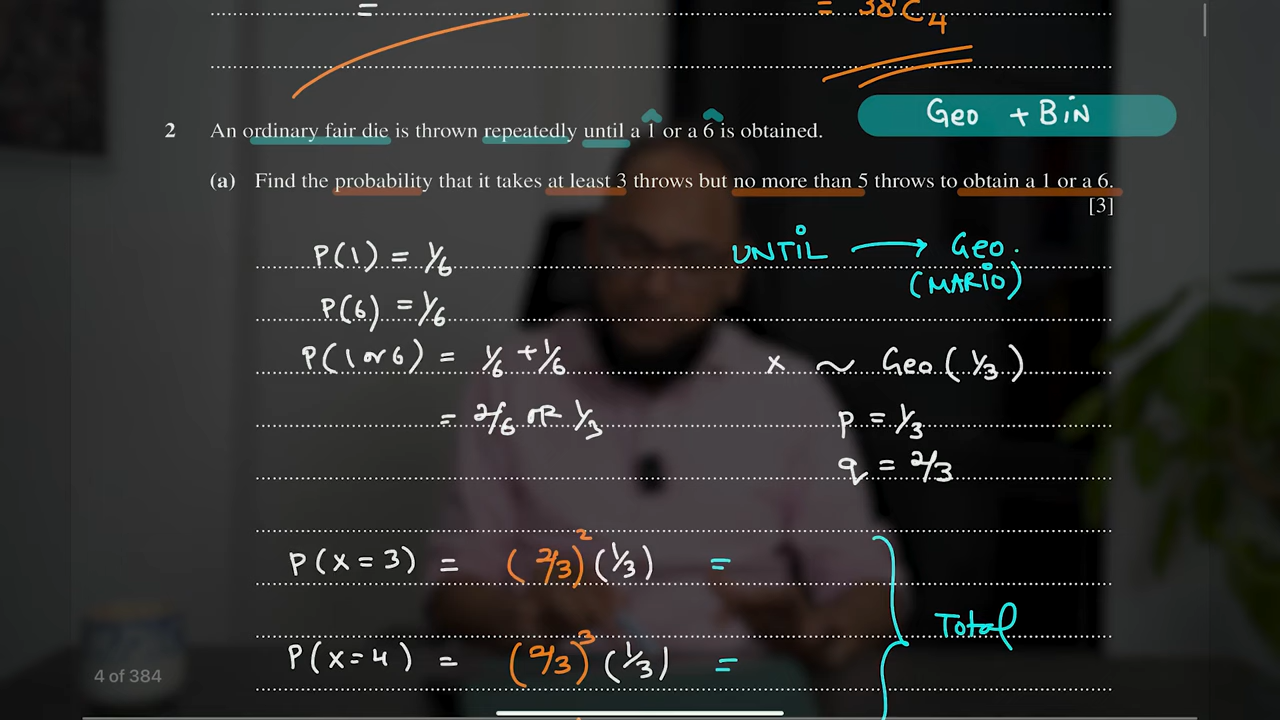 =
= 38C4
Geo + BiN
2 An ordinary fair die is thrown repeatedly until a 1 or a 6 is obtained.
(a) Find the probability that it takes at least 3 throws but no more than 5 throws to obtain a 1 or a 6.
[3]
P(1) = 1/6
UNTiL → Geo.
(MARiO)
P(6) = 1/6
P(1 or 6) = 1/6 + 1/6
X ~ Geo (1/3)
= 2/6 OR 1/3
p = 1/3
q = 2/3
P(X=3) = (2/3)² (1/3) =
Total
P(X=4) = (2/3)³ (1/3) =
4 of 384